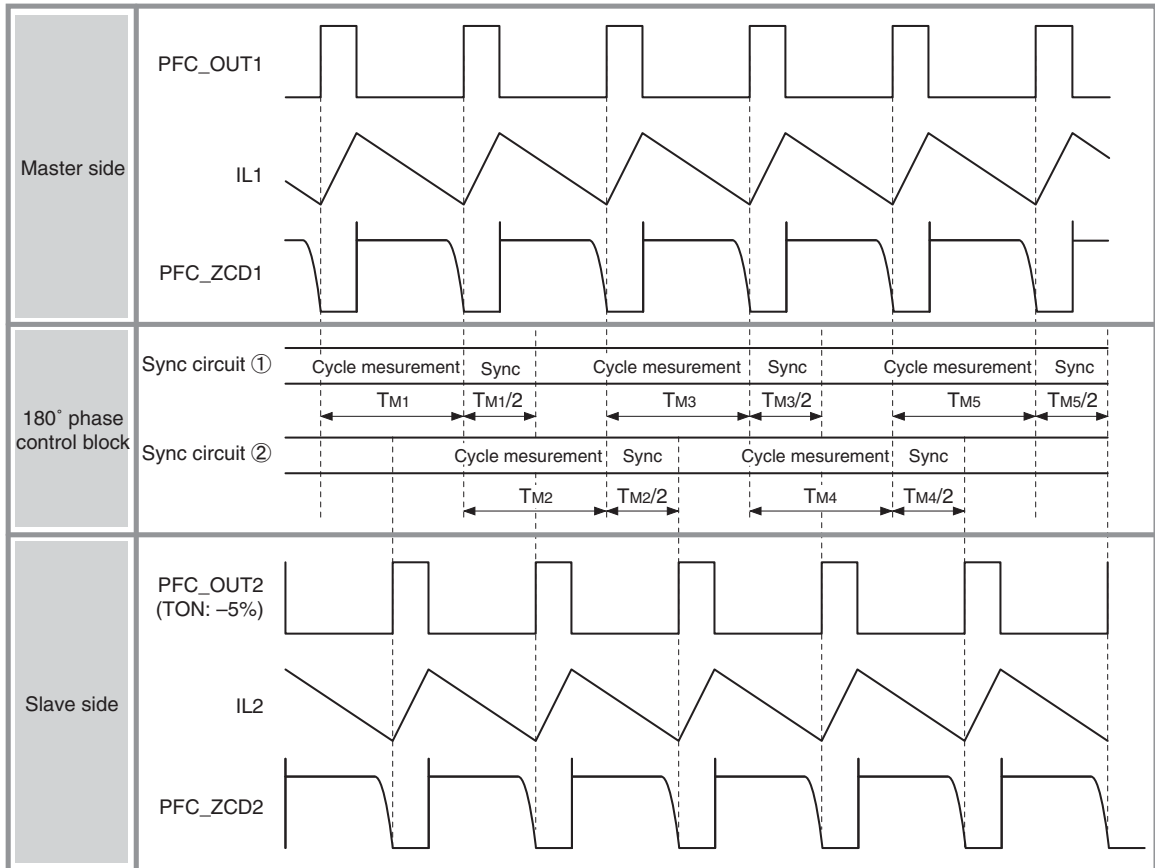 Master side
PFC_OUT1
IL1
PFC_ZCD1
180° phase
control block
Sync circuit ①
Cycle mesurement Sync Cycle mesurement Sync Cycle mesurement Sync
TM1 TM1/2 TM3 TM3/2 TM5 TM5/2
Sync circuit ②
Cycle mesurement Sync Cycle mesurement Sync
TM2 TM2/2 TM4 TM4/2
Slave side
PFC_OUT2
(TON: –5%)
IL2
PFC_ZCD2